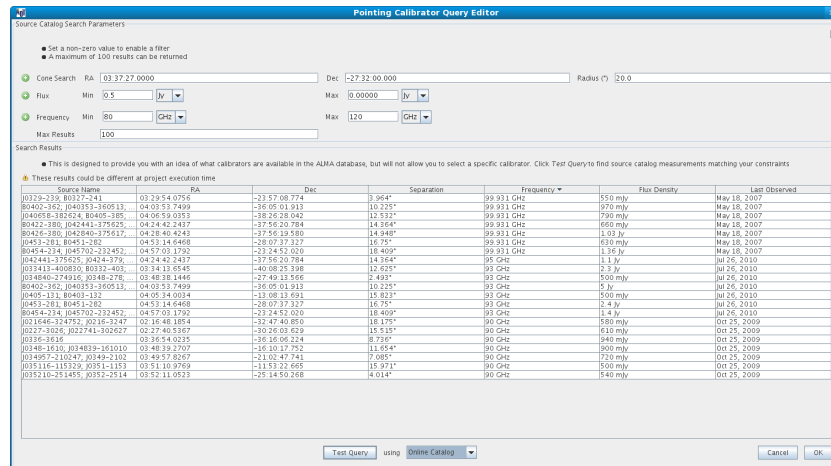 Pointing Calibrator Query Editor
Source Catalog Search Parameters
● Set a non-zero value to enable a filter
● A maximum of 100 results can be returned
Cone Search RA 03:37:27.0000 Dec -27:32:00.000 Radius (°) 20.0
Flux Min 0.5 Jy Max 0.00000 Jy
Frequency Min 80 GHz Max 120 GHz
Max Results 100
Search Results
● This is designed to provide you with an idea of what calibrators are available in the ALMA database, but will not allow you to select a specific calibrator. Click Test Query to find source catalog measurements matching your constraints
These results could be different at project execution time
Source Name RA Dec Separation Frequency ▼ Flux Density Last Observed
J0329-239; B0327-241 03:29:54.0756 -23:57:08.774 3.964° 99.931 GHz 550 mJy May 18, 2007
B0402-362; J040353-360513; ... 04:03:53.7499 -36:05:01.913 10.225° 99.931 GHz 970 mJy May 18, 2007
J040658-382624; B0405-385; ... 04:06:59.0353 -38:26:28.042 12.532° 99.931 GHz 790 mJy May 18, 2007
B0422-380; J042441-375625; ... 04:24:42.2437 -37:56:20.784 14.364° 99.931 GHz 660 mJy May 18, 2007
B0426-380; J042840-375617; ... 04:28:40.4243 -37:56:19.580 14.948° 99.931 GHz 1.03 Jy May 18, 2007
J0453-281; B0451-282 04:53:14.6468 -28:07:37.327 16.75° 99.931 GHz 630 mJy May 18, 2007
B0454-234; J045702-232452; ... 04:57:03.1792 -23:24:52.020 18.409° 99.931 GHz 1.36 Jy May 18, 2007
J042441-375625; J0424-379; ... 04:24:42.2437 -37:56:20.784 14.364° 95 GHz 1.1 Jy Jul 26, 2010
J033413-400830; B0332-403; ... 03:34:13.6545 -40:08:25.398 12.625° 93 GHz 2.3 Jy Jul 26, 2010
J034840-274916; J0348-278; ... 03:48:38.1446 -27:49:13.566 2.493° 93 GHz 500 mJy Jul 26, 2010
B0402-362; J040353-360513; ... 04:03:53.7499 -36:05:01.913 10.225° 93 GHz 5 Jy Jul 26, 2010
J0405-131; B0403-132 04:05:34.0034 -13:08:13.691 15.823° 93 GHz 500 mJy Jul 26, 2010
J0453-281; B0451-282 04:53:14.6468 -28:07:37.327 16.75° 93 GHz 2.4 Jy Jul 26, 2010
B0454-234; J045702-232452; ... 04:57:03.1792 -23:24:52.020 18.409° 93 GHz 1.4 Jy Jul 26, 2010
J021646-324752; J0216-3247 02:16:48.1854 -32:47:40.850 18.175° 90 GHz 580 mJy Oct 25, 2009
J0227-3026; J022741-302627 02:27:40.5367 -30:26:03.629 15.515° 90 GHz 610 mJy Oct 25, 2009
J0336-3616 03:36:54.0235 -36:16:06.224 8.736° 90 GHz 940 mJy Oct 25, 2009
J0348-1610; J034839-161010 03:48:39.2707 -16:10:17.752 11.654° 90 GHz 900 mJy Oct 25, 2009
J034957-210247; J0349-2102 03:49:57.8267 -21:02:47.741 7.085° 90 GHz 720 mJy Oct 25, 2009
J035116-115329; J0351-1153 03:51:10.9769 -11:53:22.665 15.971° 90 GHz 500 mJy Oct 25, 2009
J035210-251455; J0352-2514 03:52:11.0523 -25:14:50.268 4.014° 90 GHz 540 mJy Oct 25, 2009
Test Query using Online Catalog Cancel OK